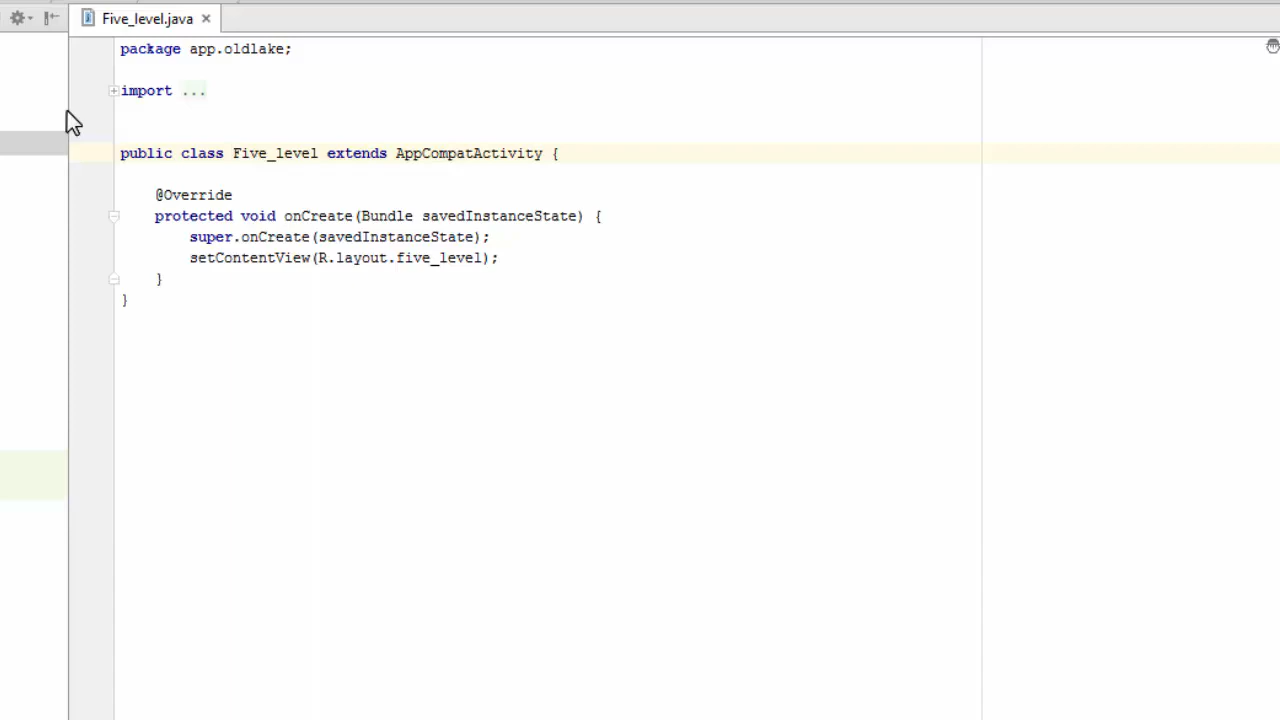 Five_level.java
package app.oldlake;
import ...
public class Five_level extends AppCompatActivity {
@Override
protected void onCreate(Bundle savedInstanceState) {
super.onCreate(savedInstanceState);
setContentView(R.layout.five_level);
}
}